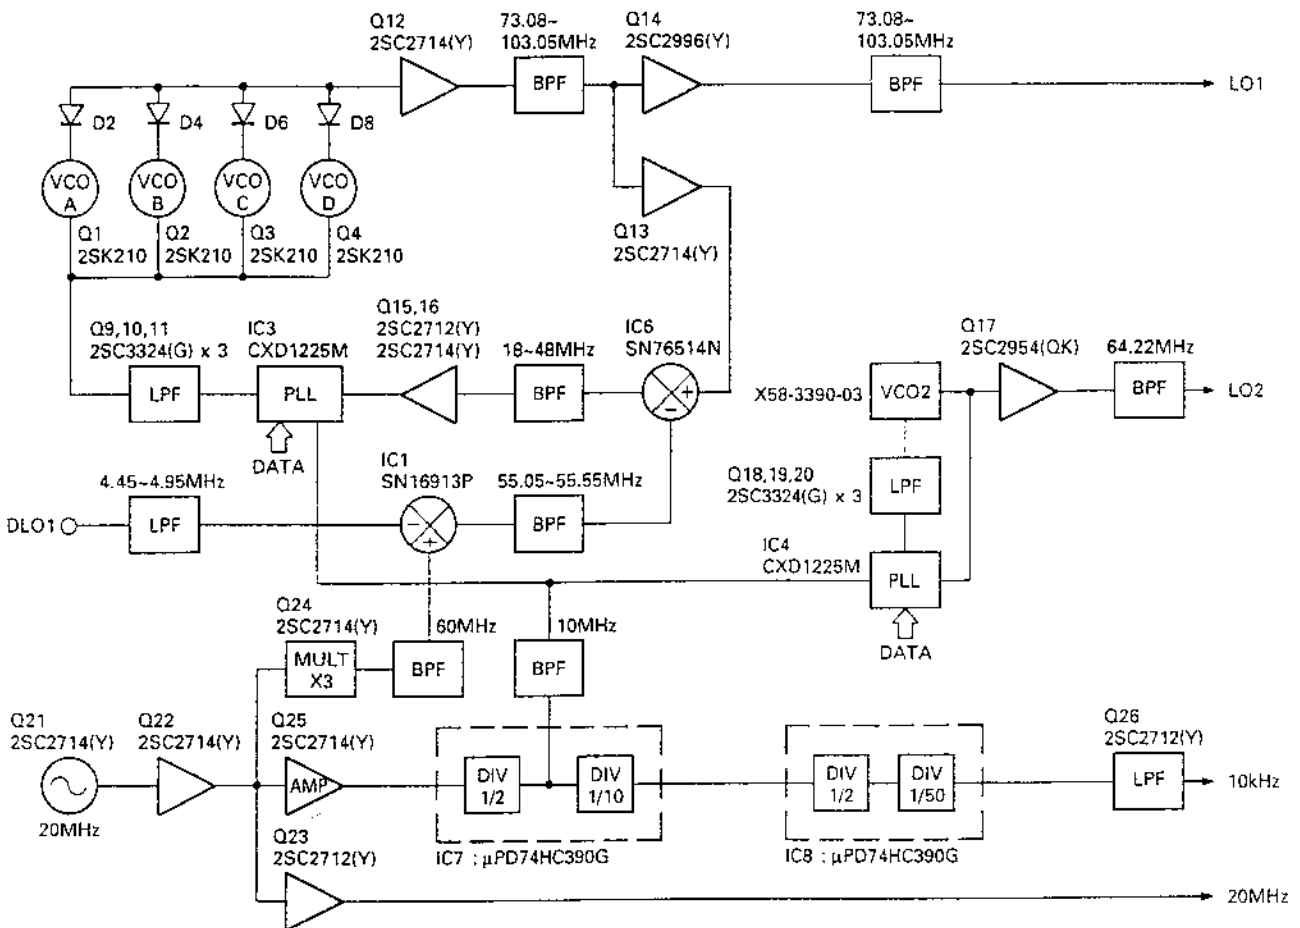 Q12
2SC2714(Y)
73.08~
103.05MHz
BPF
Q14
2SC2996(Y)
73.08~
103.05MHz
BPF
LO1
D2
D4
D6
D8
VCO
A
VCO
B
VCO
C
VCO
D
Q1
2SK210
Q2
2SK210
Q3
2SK210
Q4
2SK210
Q13
2SC2714(Y)
Q9,10,11
2SC3324(G) x 3
LPF
IC3
CXD1225M
PLL
DATA
Q15,16
2SC2712(Y)
2SC2714(Y)
18~48MHz
BPF
IC6
SN76514N
+
-
X58-3390-03
VCO2
Q17
2SC2954(QK)
64.22MHz
BPF
LO2
Q18,19,20
2SC3324(G) x 3
LPF
IC4
CXD1225M
PLL
DATA
DLO1
4.45~4.95MHz
LPF
IC1
SN16913P
-
+
55.05~55.55MHz
BPF
Q24
2SC2714(Y)
MULT
X3
60MHz
BPF
10MHz
BPF
Q21
2SC2714(Y)
20MHz
Q22
2SC2714(Y)
Q25
2SC2714(Y)
AMP
DIV
1/2
DIV
1/10
IC7 : μPD74HC390G
DIV
1/2
DIV
1/50
IC8 : μPD74HC390G
Q26
2SC2712(Y)
LPF
10kHz
Q23
2SC2712(Y)
20MHz